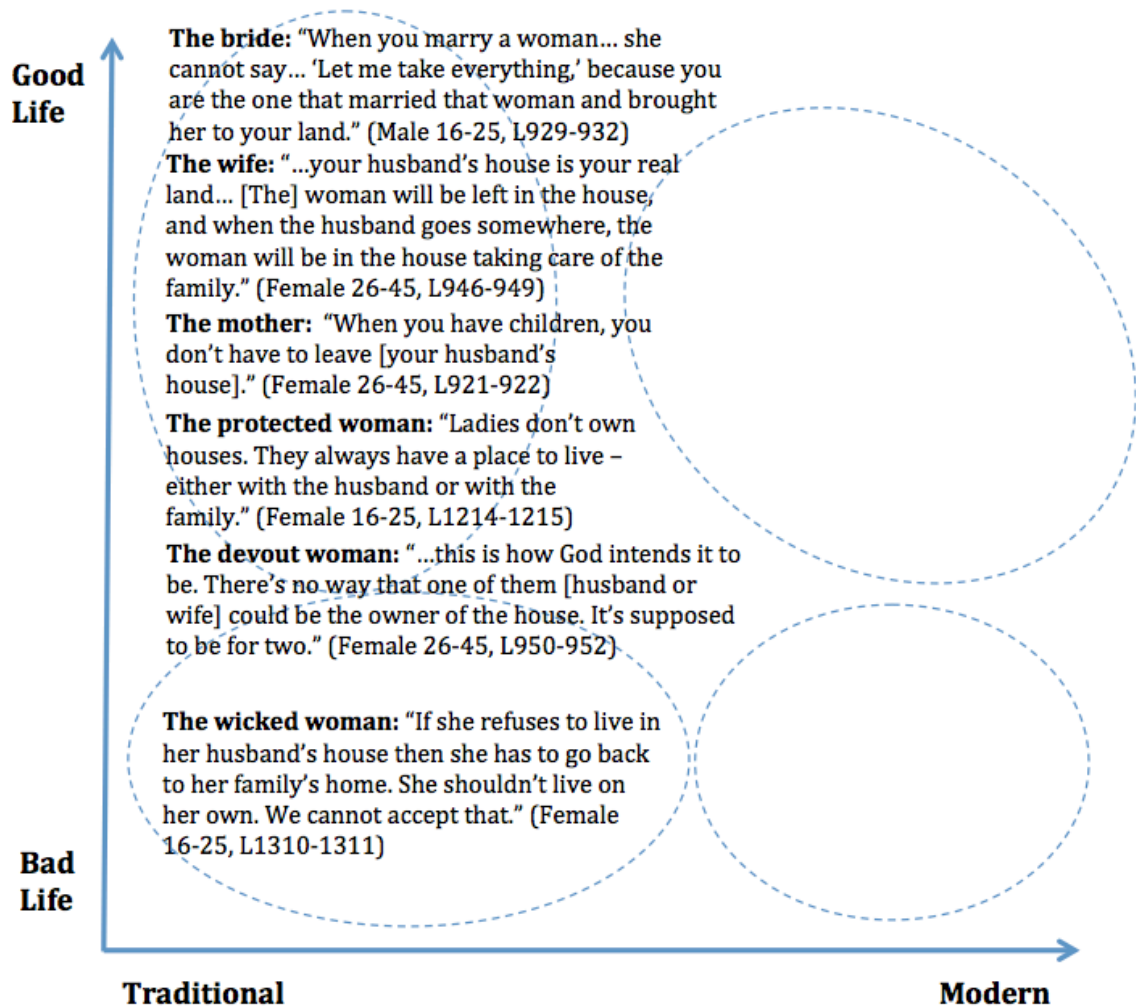 Good
Life
The bride: “When you marry a woman… she
cannot say… ‘Let me take everything,’ because you
are the one that married that woman and brought
her to your land.” (Male 16-25, L929-932)
The wife: “…your husband’s house is your real
land… [The] woman will be left in the house,
and when the husband goes somewhere, the
woman will be in the house taking care of the
family.” (Female 26-45, L946-949)
The mother: “When you have children, you
don’t have to leave [your husband’s
house].” (Female 26-45, L921-922)
The protected woman: “Ladies don’t own
houses. They always have a place to live –
either with the husband or with the
family.” (Female 16-25, L1214-1215)
The devout woman: “…this is how God intends it to
be. There’s no way that one of them [husband or
wife] could be the owner of the house. It’s supposed
to be for two.” (Female 26-45, L950-952)
The wicked woman: “If she refuses to live in
her husband’s house then she has to go back
to her family’s home. She shouldn’t live on
her own. We cannot accept that.” (Female
16-25, L1310-1311)
Bad
Life
Traditional
Modern